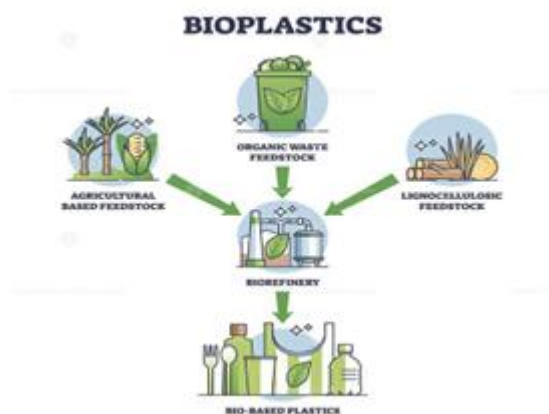 BIOPLASTICS
ORGANIC WASTE
FEEDSTOCK
AGRICULTURAL
BASED FEEDSTOCK
LIGNOCELLULOSIC
FEEDSTOCK
BIOREFINERY
BIO-BASED PLASTICS